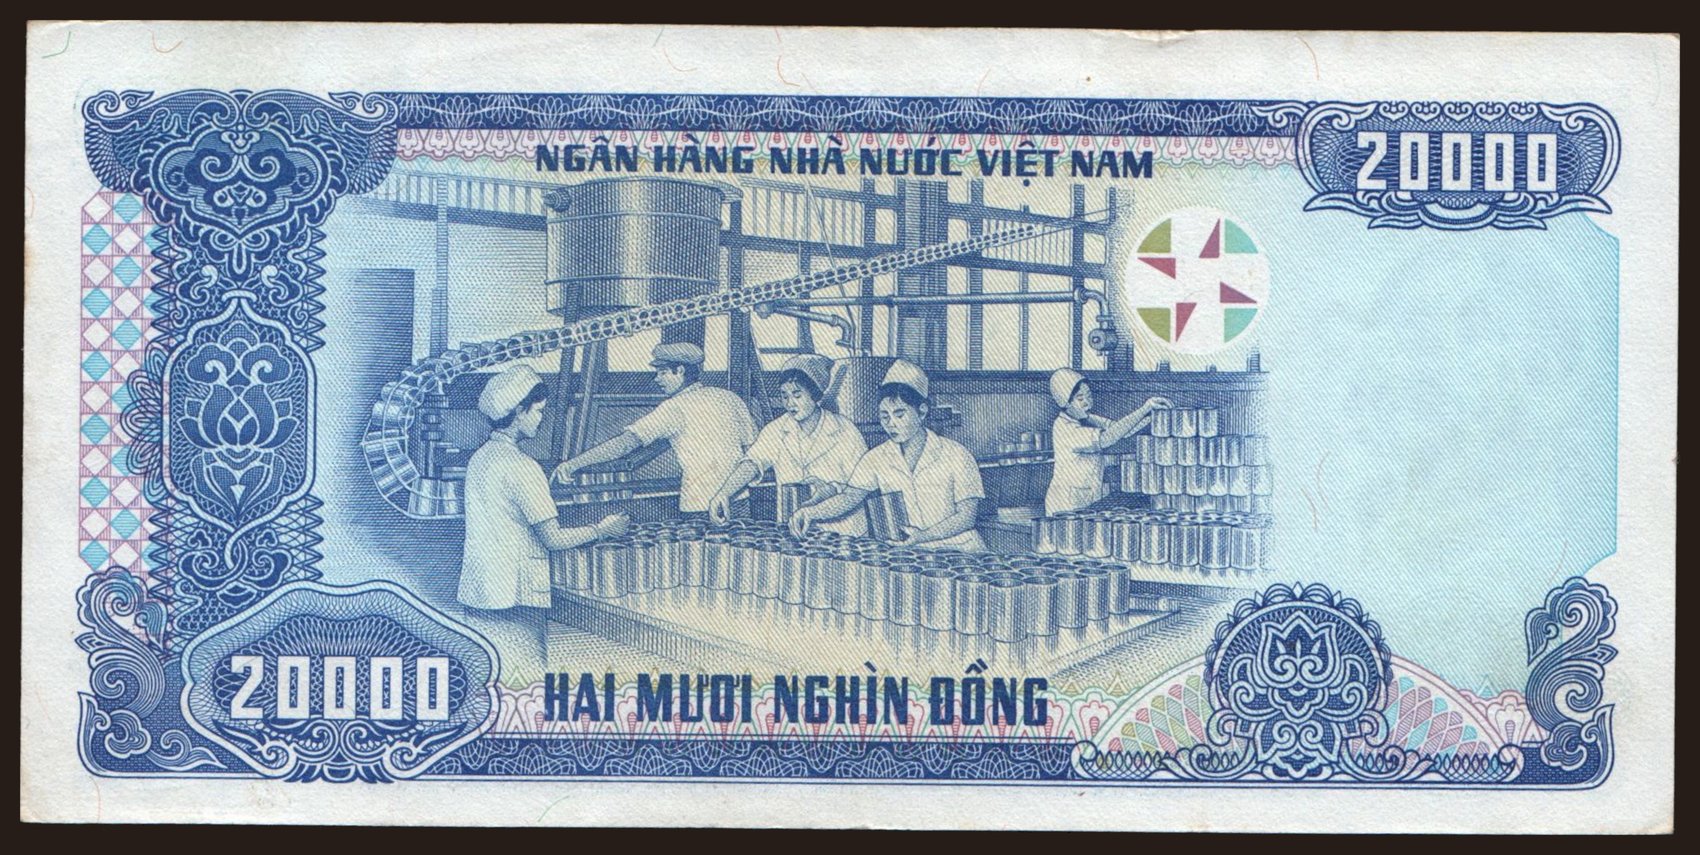 NGÂN HÀNG NHÀ NƯỚC VIỆT NAM
20000
20000
HAI MƯƠI NGHÌN ĐỒNG